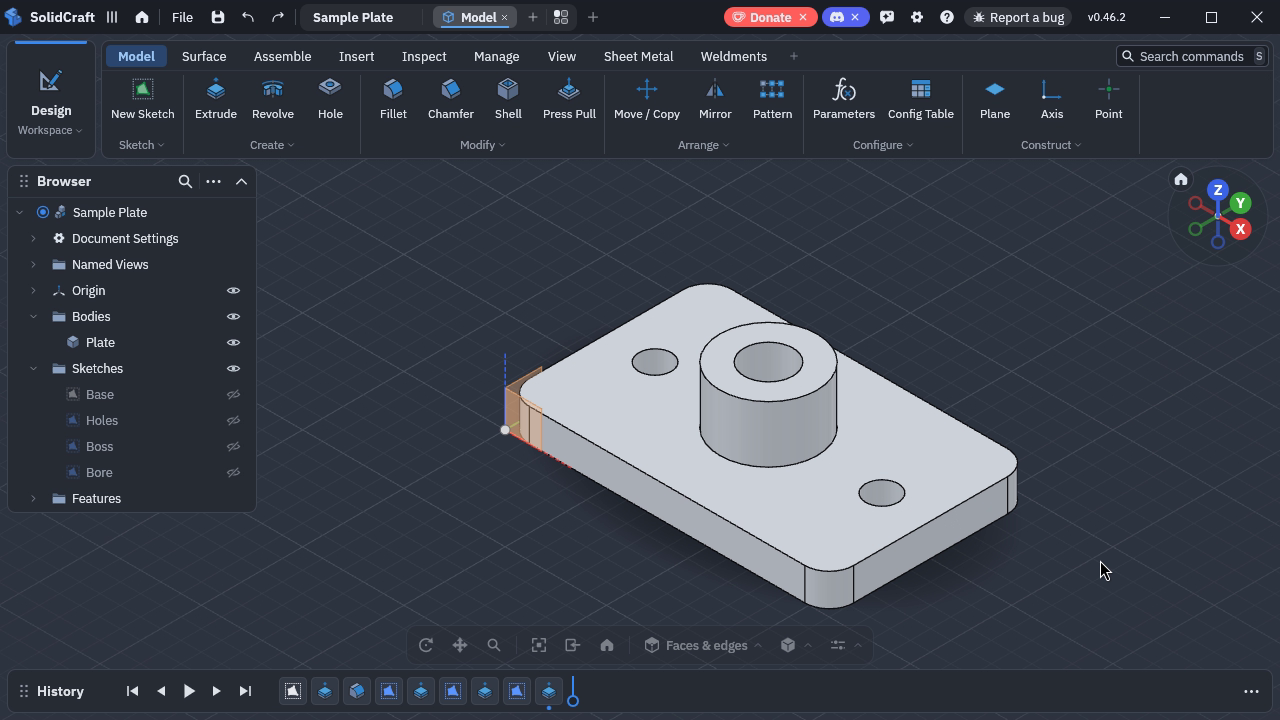 SolidCraft
File
Sample Plate
Model
Donate
Report a bug
v0.46.2
Design
Workspace
Model
Surface
Assemble
Insert
Inspect
Manage
View
Sheet Metal
Weldments
Search commands
S
New Sketch
Extrude
Revolve
Hole
Fillet
Chamfer
Shell
Press Pull
Move / Copy
Mirror
Pattern
Parameters
Config Table
Plane
Axis
Point
Sketch
Create
Modify
Arrange
Configure
Construct
Browser
Sample Plate
Document Settings
Named Views
Origin
Bodies
Plate
Sketches
Base
Holes
Boss
Bore
Features
Z
Y
X
Faces & edges
History